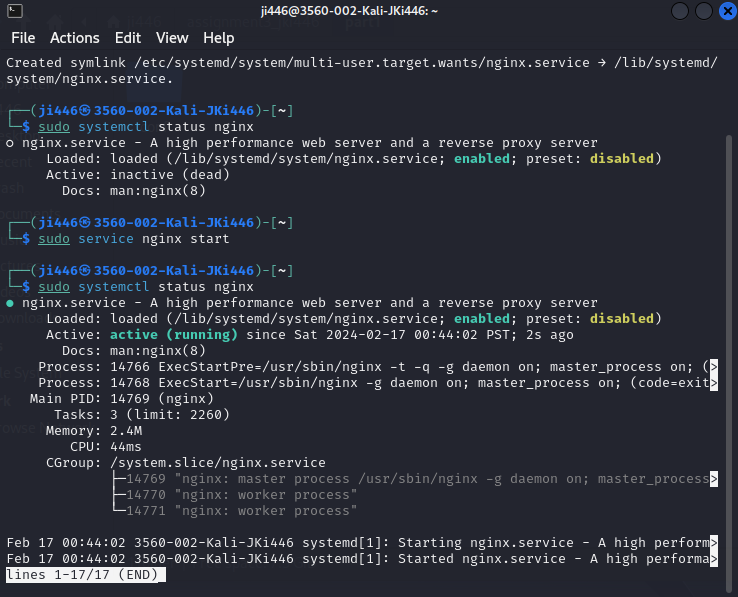 ji446@3560-002-Kali-JKi446: ~
File Actions Edit View Help
Created symlink /etc/systemd/system/multi-user.target.wants/nginx.service → /lib/systemd/
system/nginx.service.
┌──(ji446㉿3560-002-Kali-JKi446)-[~]
└─$ sudo systemctl status nginx
○ nginx.service - A high performance web server and a reverse proxy server
Loaded: loaded (/lib/systemd/system/nginx.service; enabled; preset: disabled)
Active: inactive (dead)
Docs: man:nginx(8)
┌──(ji446㉿3560-002-Kali-JKi446)-[~]
└─$ sudo service nginx start
┌──(ji446㉿3560-002-Kali-JKi446)-[~]
└─$ sudo systemctl status nginx
● nginx.service - A high performance web server and a reverse proxy server
Loaded: loaded (/lib/systemd/system/nginx.service; enabled; preset: disabled)
Active: active (running) since Sat 2024-02-17 00:44:02 PST; 2s ago
Docs: man:nginx(8)
Process: 14766 ExecStartPre=/usr/sbin/nginx -t -q -g daemon on; master_process on; (>
Process: 14768 ExecStart=/usr/sbin/nginx -g daemon on; master_process on; (code=exit>
Main PID: 14769 (nginx)
Tasks: 3 (limit: 2260)
Memory: 2.4M
CPU: 44ms
CGroup: /system.slice/nginx.service
├─14769 "nginx: master process /usr/sbin/nginx -g daemon on; master_process>
├─14770 "nginx: worker process"
└─14771 "nginx: worker process"
Feb 17 00:44:02 3560-002-Kali-JKi446 systemd[1]: Starting nginx.service - A high perform>
Feb 17 00:44:02 3560-002-Kali-JKi446 systemd[1]: Started nginx.service - A high performa>
lines 1-17/17 (END)